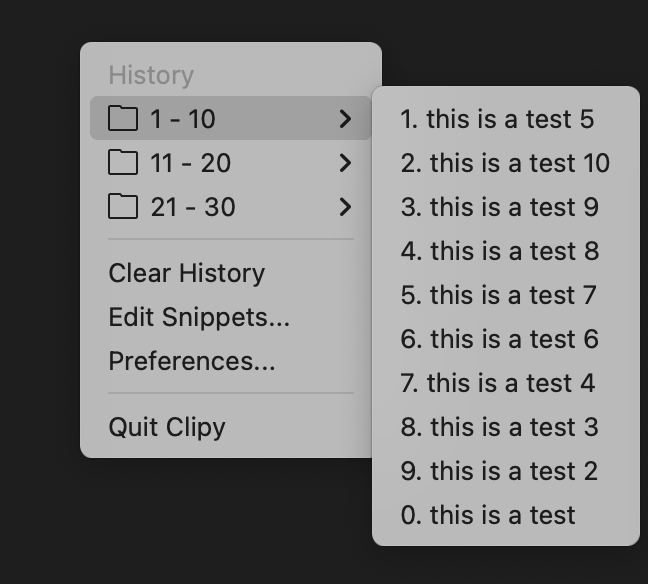 History
1 - 10
11 - 20
21 - 30
Clear History
Edit Snippets...
Preferences...
Quit Clipy
1. this is a test 5
2. this is a test 10
3. this is a test 9
4. this is a test 8
5. this is a test 7
6. this is a test 6
7. this is a test 4
8. this is a test 3
9. this is a test 2
0. this is a test